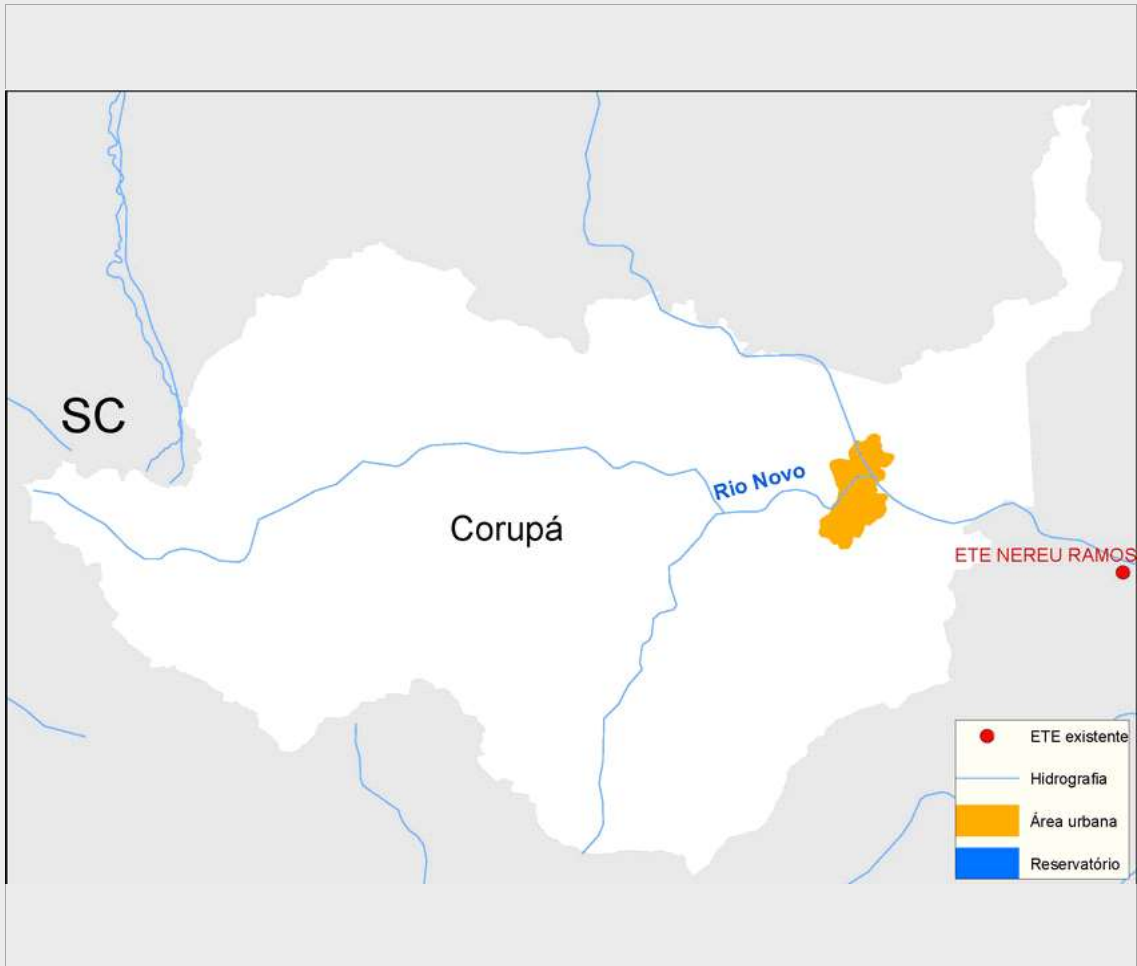 SC
Rio Novo
Corupá
ETE NEREU RAMOS
ETE existente
Hidrografia
Área urbana
Reservatório